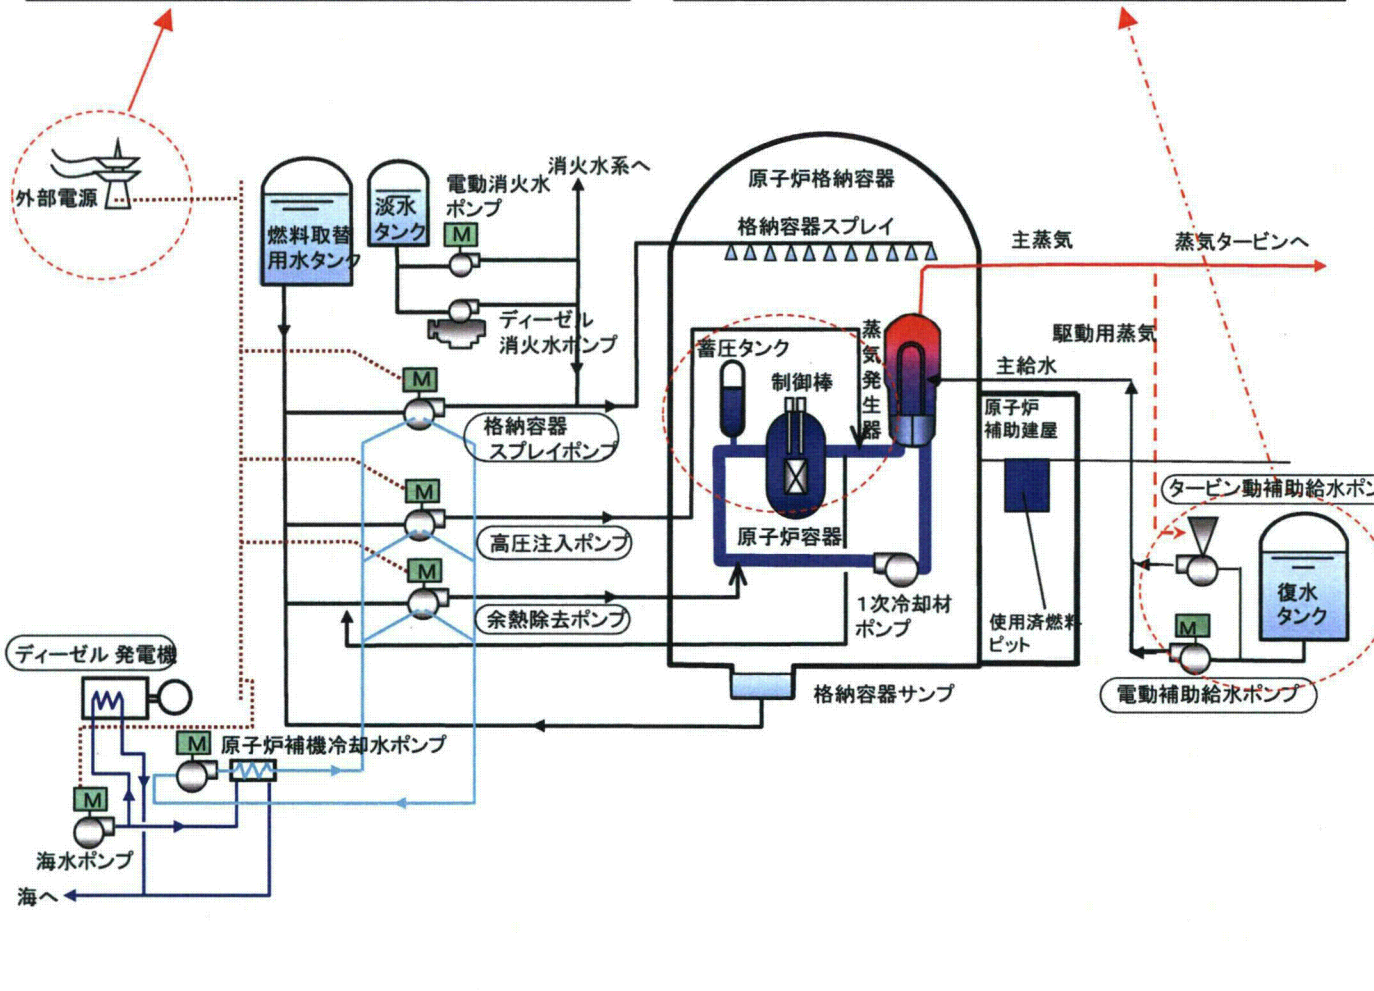 外部電源
燃料取替
用水タンク
淡水
タンク
電動消火水
ポンプ
M
消火水系へ
ディーゼル
消火水ポンプ
原子炉格納容器
格納容器スプレイ
主蒸気
蒸気タービンへ
駆動用蒸気
主給水
蒸気発生器
蓄圧タンク
制御棒
原子炉容器
1次冷却材
ポンプ
原子炉
補助建屋
使用済燃料
ピット
M
格納容器
スプレイポンプ
M
高圧注入ポンプ
M
余熱除去ポンプ
格納容器サンプ
タービン動補助給水ポン
復水
タンク
M
電動補助給水ポンプ
ディーゼル 発電機
M
原子炉補機冷却水ポンプ
M
海水ポンプ
海へ